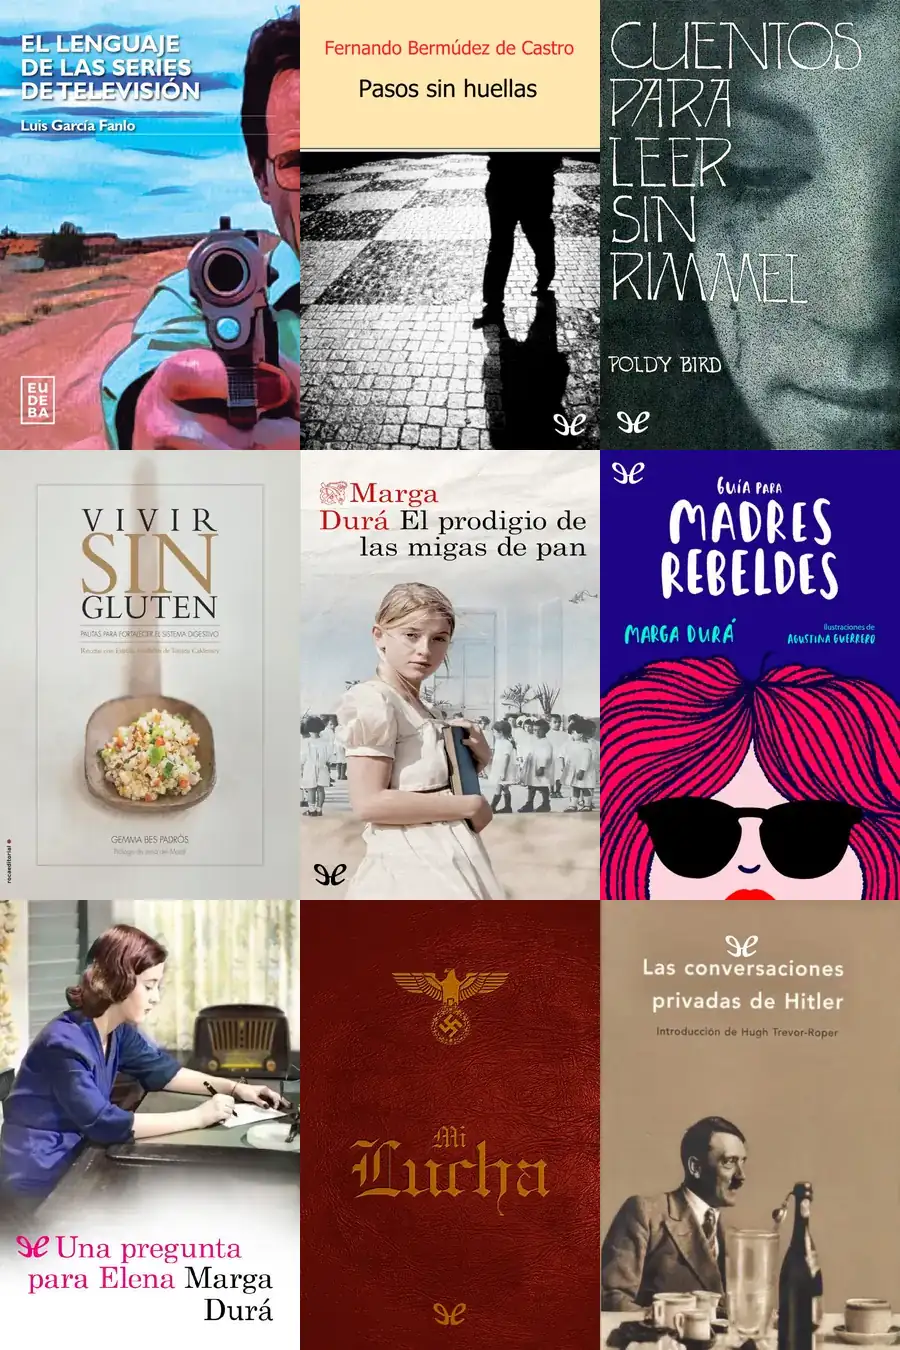 EL LENGUAJE
DE LAS SERIES
DE TELEVISIÓN
Luis García Fanlo
EU
DE
BA
Fernando Bermúdez de Castro
Pasos sin huellas
CUENTOS
PARA
LEER
SIN
RIMMEL
POLDY BIRD
VIVIR
SIN
GLUTEN
PAUTAS PARA FORTALECER EL SISTEMA DIGESTIVO
GEMMA BES PADRÓS
rocaeditorial
Marga
Durá El prodigio de
las migas de pan
GUÍA PARA
MADRES
REBELDES
MARGA DURÁ
ilustraciones de
AGUSTINA GUERRERO
Una pregunta
para Elena Marga
Durá
Mi
Lucha
Las conversaciones
privadas de Hitler
Introducción de Hugh Trevor-Roper